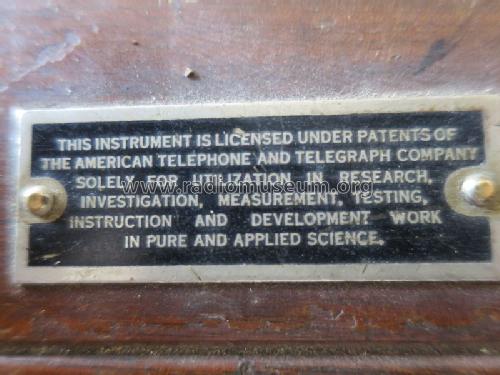 THIS INSTRUMENT IS LICENSED UNDER PATENTS OF
THE AMERICAN TELEPHONE AND TELEGRAPH COMPANY
SOLELY FOR UTILIZATION IN RESEARCH,
www.radiomuseum.org
INVESTIGATION, MEASUREMENT, TESTING,
INSTRUCTION AND DEVELOPMENT WORK
IN PURE AND APPLIED SCIENCE.